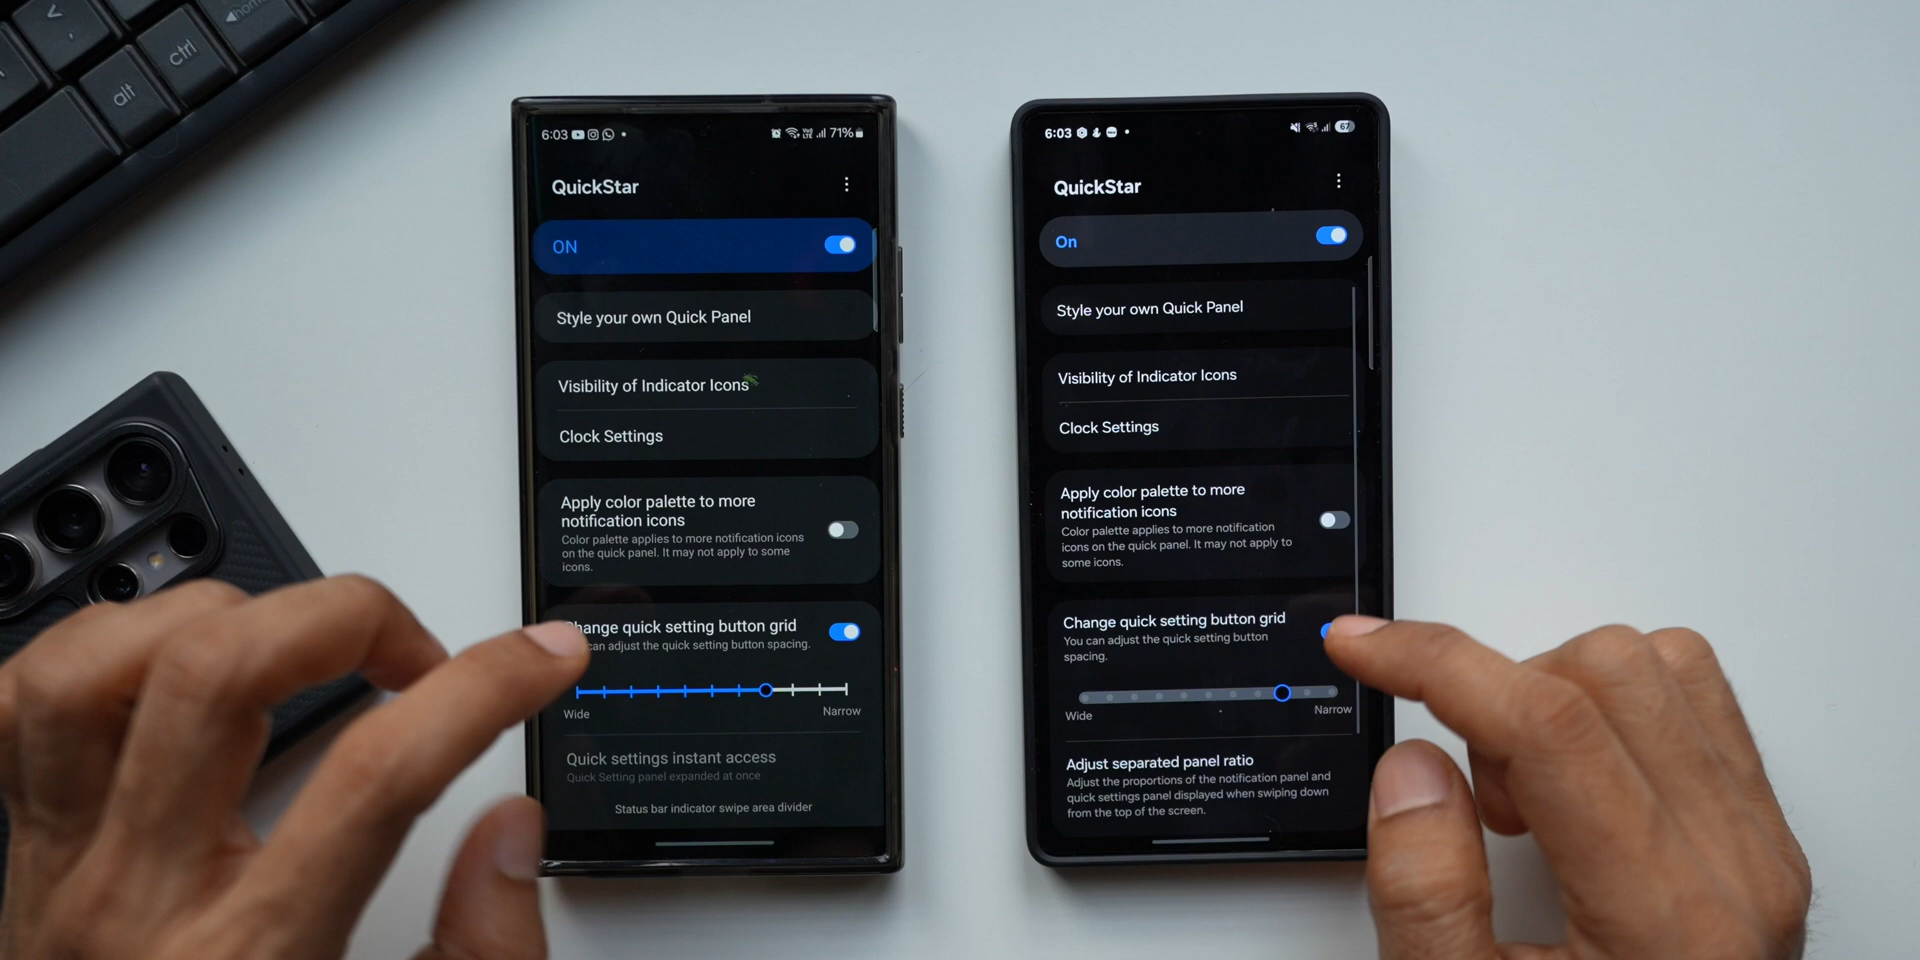 <
,
home
ctrl
alt
6:03
71%
QuickStar
ON
Style your own Quick Panel
Visibility of Indicator Icons
Clock Settings
Apply color palette to more
notification icons
Color palette applies to more notification icons
on the quick panel. It may not apply to some
icons.
hange quick setting button grid
can adjust the quick setting button spacing.
Wide
Narrow
Quick settings instant access
Quick Setting panel expanded at once
Status bar indicator swipe area divider
6:03
67
QuickStar
On
Style your own Quick Panel
Visibility of Indicator Icons
Clock Settings
Apply color palette to more
notification icons
Color palette applies to more notification
icons on the quick panel. It may not apply to
some icons.
Change quick setting button grid
You can adjust the quick setting button
spacing.
Wide
Narrow
Adjust separated panel ratio
Adjust the proportions of the notification panel and
quick settings panel displayed when swiping down
from the top of the screen.